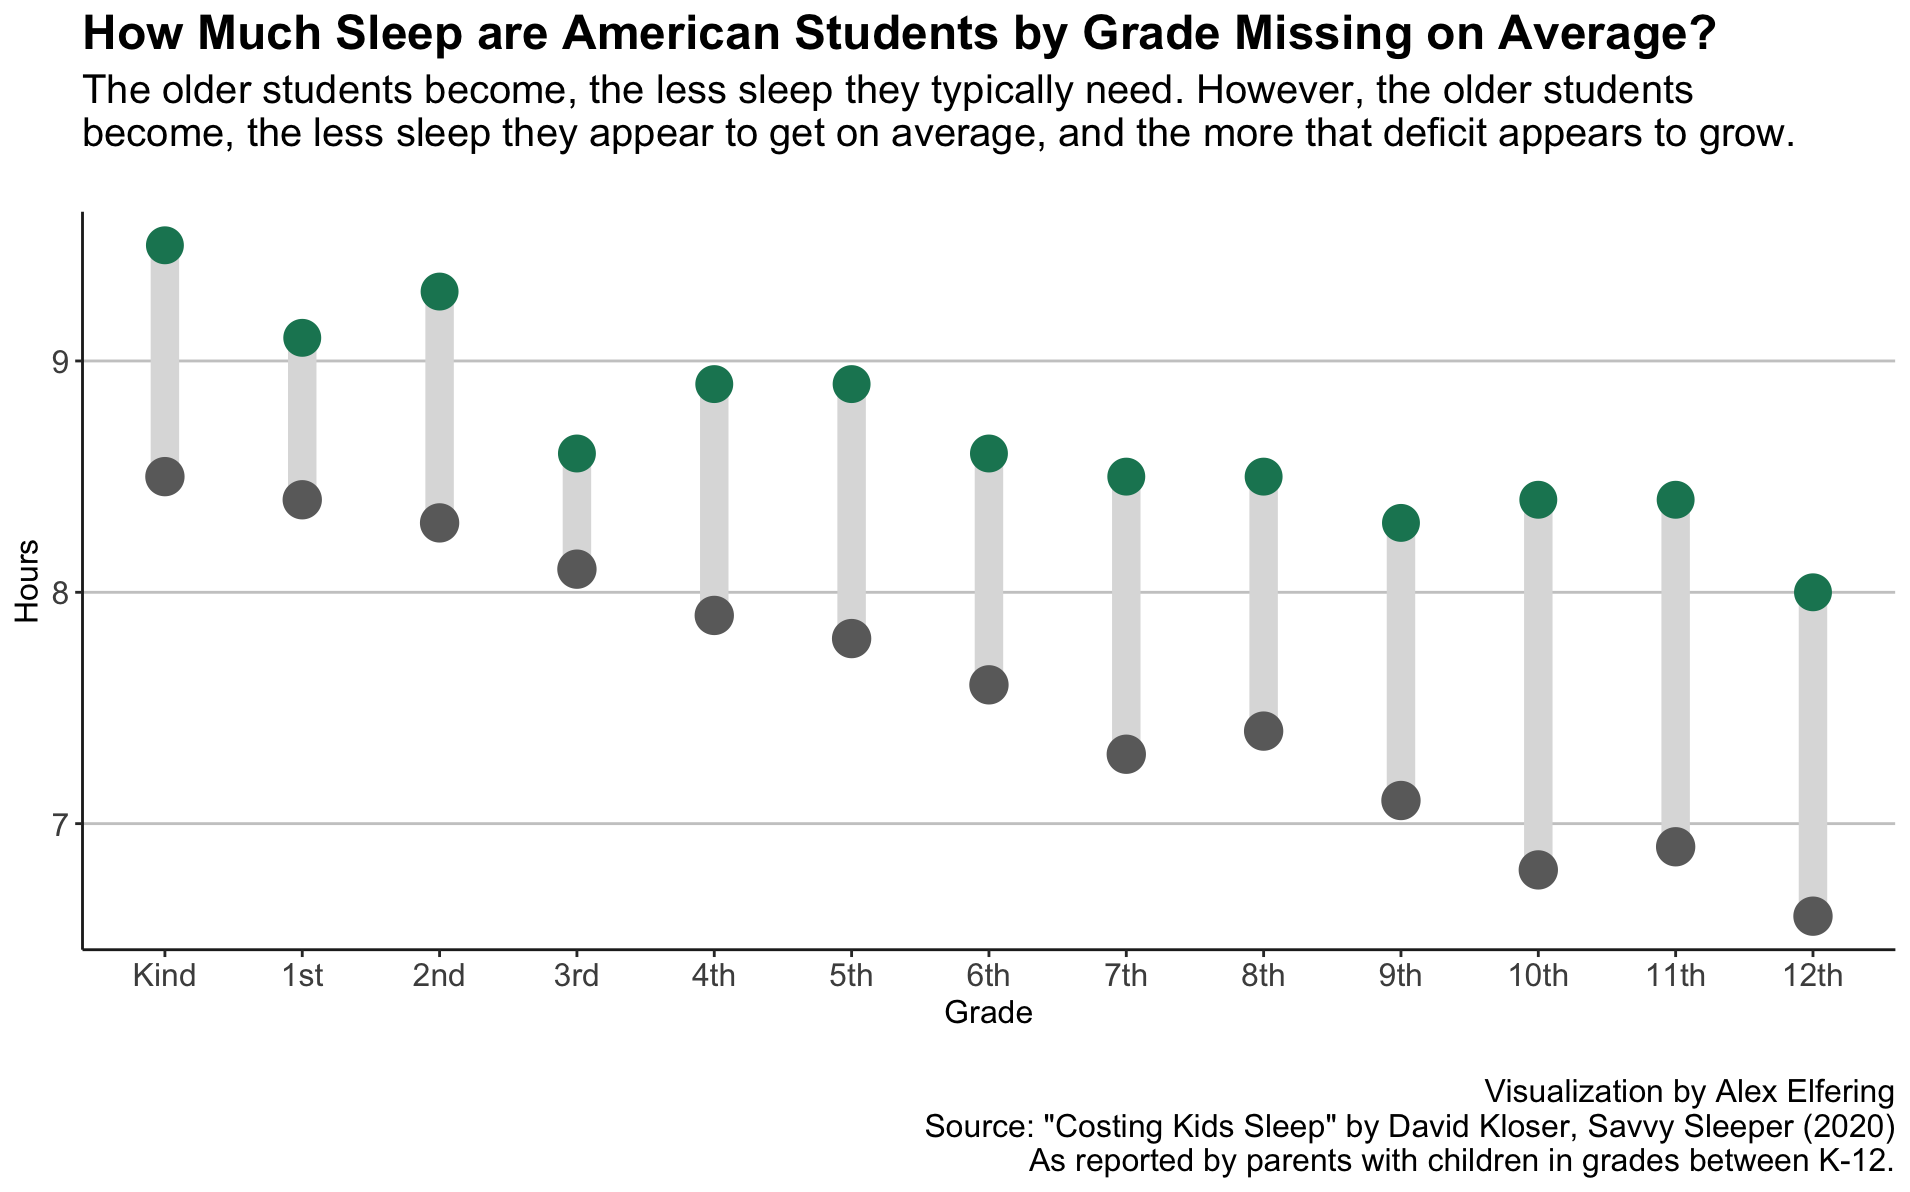 How Much Sleep are American Students by Grade Missing on Average?
The older students become, the less sleep they typically need. However, the older students
become, the less sleep they appear to get on average, and the more that deficit appears to grow.
9
8
7
Hours
Kind 1st 2nd 3rd 4th 5th 6th 7th 8th 9th 10th 11th 12th
Grade
Visualization by Alex Elfering
Source: "Costing Kids Sleep" by David Kloser, Savvy Sleeper (2020)
As reported by parents with children in grades between K-12.